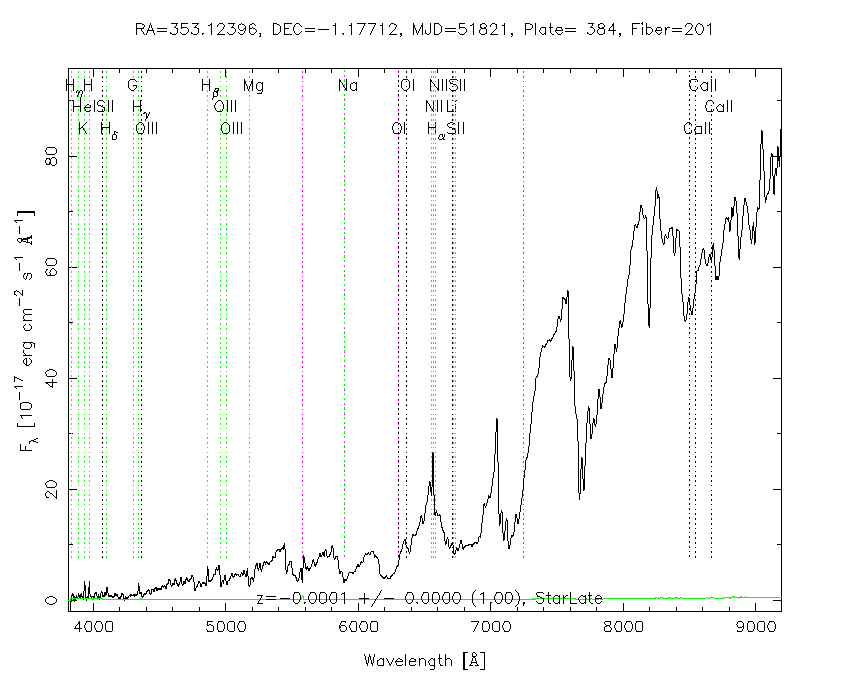 RA=353.12396, DEC=−1.17712, MJD=51821, Plate= 384, Fiber=201
Hη H G Hβ Mg Na OI NII SII CaII
HeI SII Hγ OIII NII Li CaII
K Hδ OIII OIII OI Hα SII CaII
80
60
40
20
0
Fλ [10−17 erg cm−2 s−1 Å−1]
z=−0.0001 +/− 0.0000 (1.00), StarLate
4000 5000 6000 7000 8000 9000
Wavelength [Å]